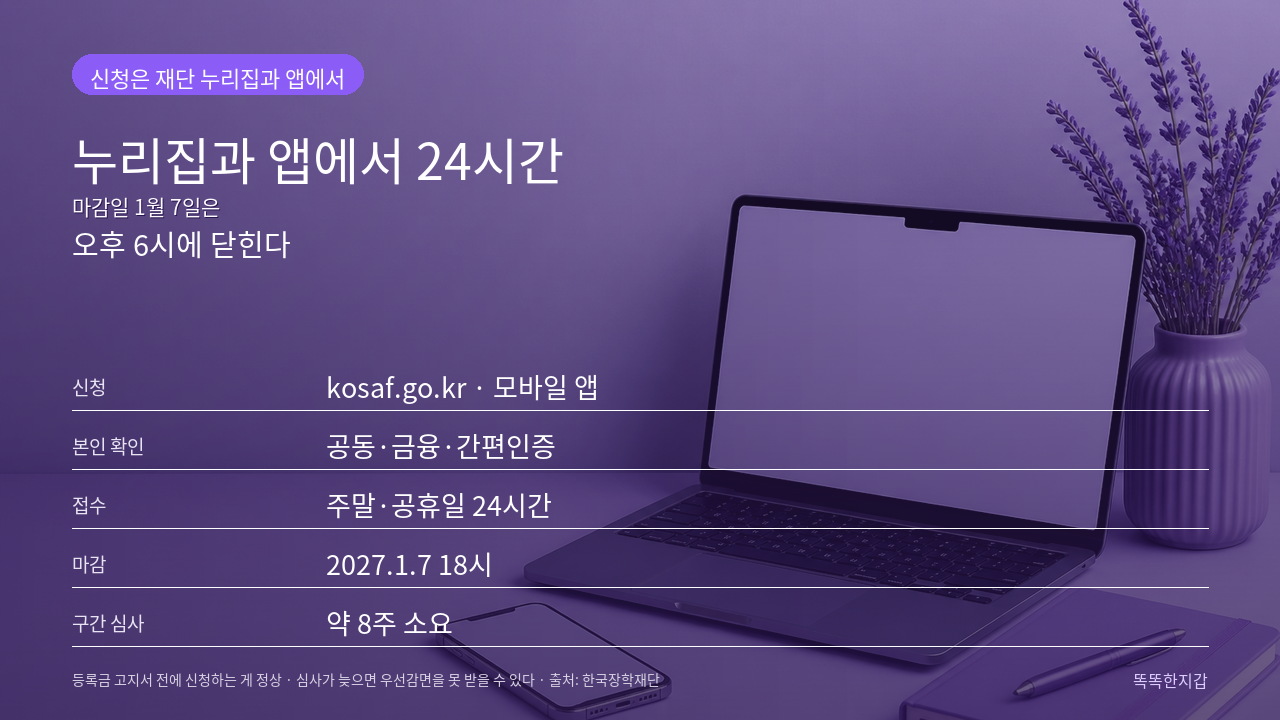 신청은 재단 누리집과 앱에서
누리집과 앱에서 24시간
마감일 1월 7일은
오후 6시에 닫힌다
신청 kosaf.go.kr · 모바일 앱
본인 확인 공동·금융·간편인증
접수 주말·공휴일 24시간
마감 2027.1.7 18시
구간 심사 약 8주 소요
등록금 고지서 전에 신청하는 게 정상 · 심사가 늦으면 우선감면을 못 받을 수 있다 · 출처: 한국장학재단
똑똑한지갑